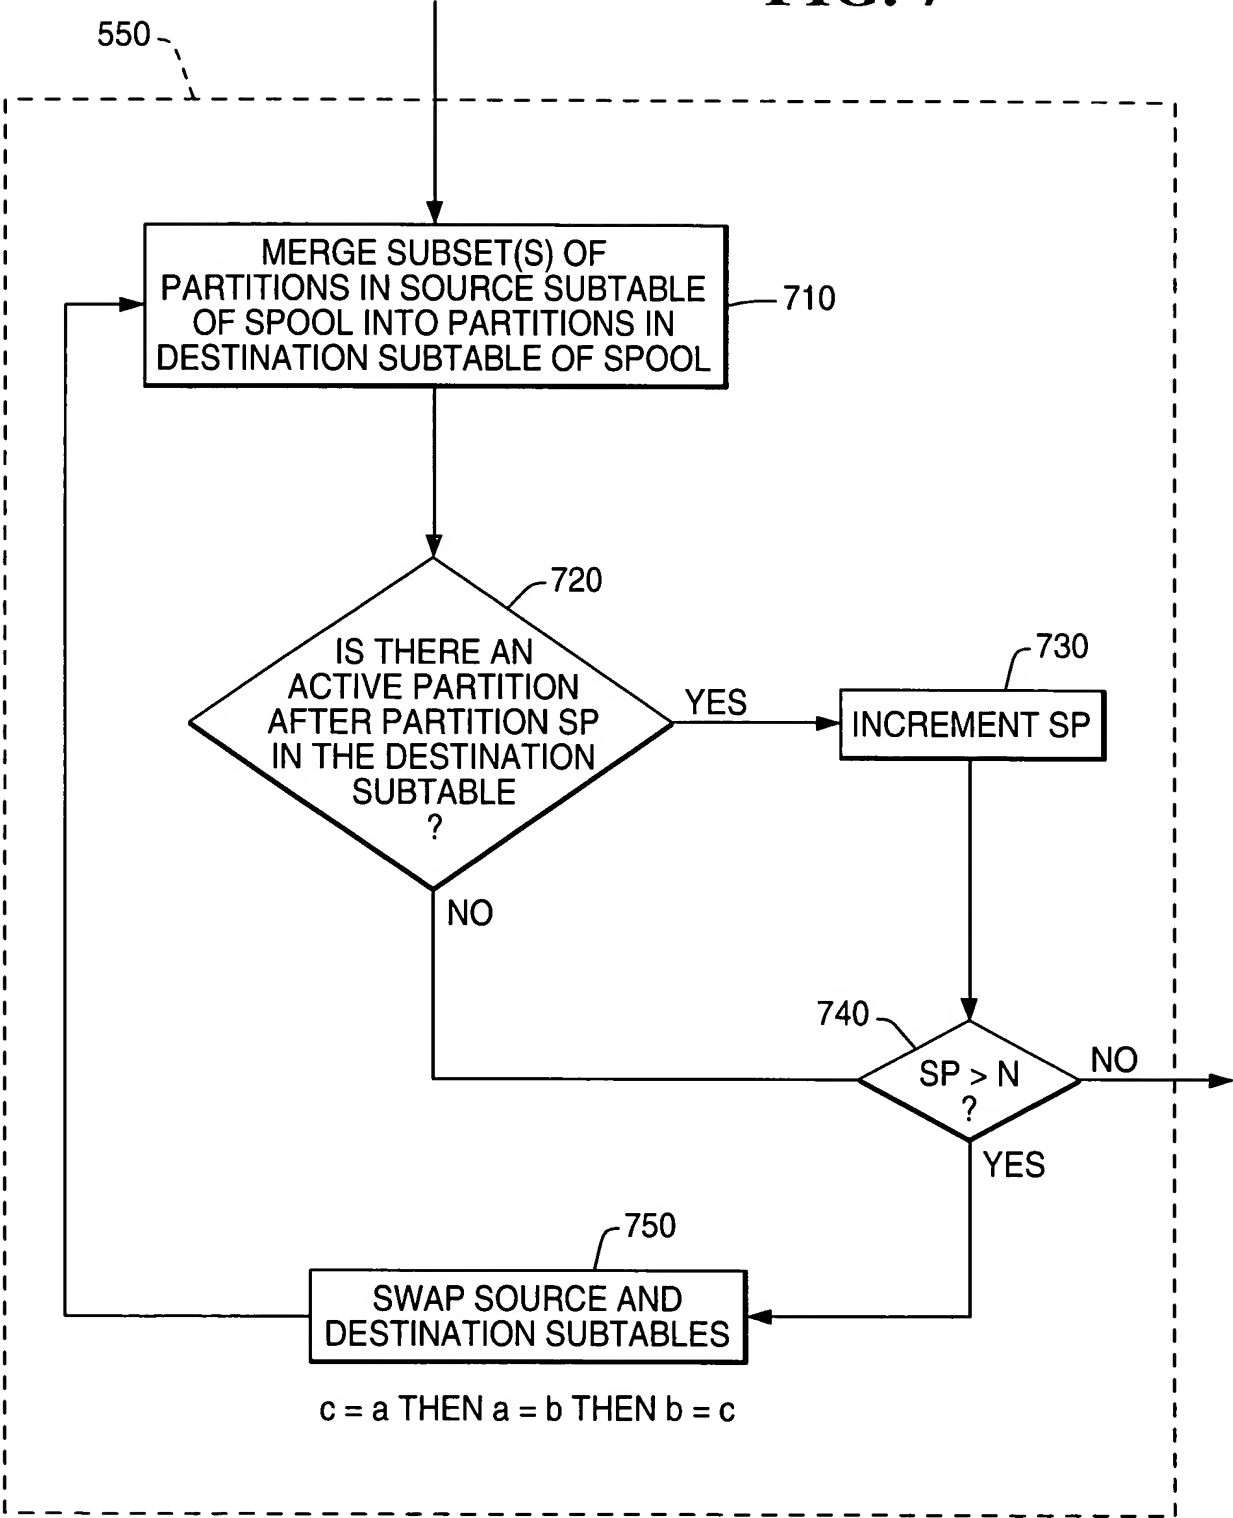 FIG. 7
550
MERGE SUBSET(S) OF
PARTITIONS IN SOURCE SUBTABLE
OF SPOOL INTO PARTITIONS IN
DESTINATION SUBTABLE OF SPOOL
710
720
IS THERE AN
ACTIVE PARTITION
AFTER PARTITION SP
IN THE DESTINATION
SUBTABLE
?
YES
730
INCREMENT SP
NO
740
SP > N
?
NO
YES
750
SWAP SOURCE AND
DESTINATION SUBTABLES
c = a THEN a = b THEN b = c